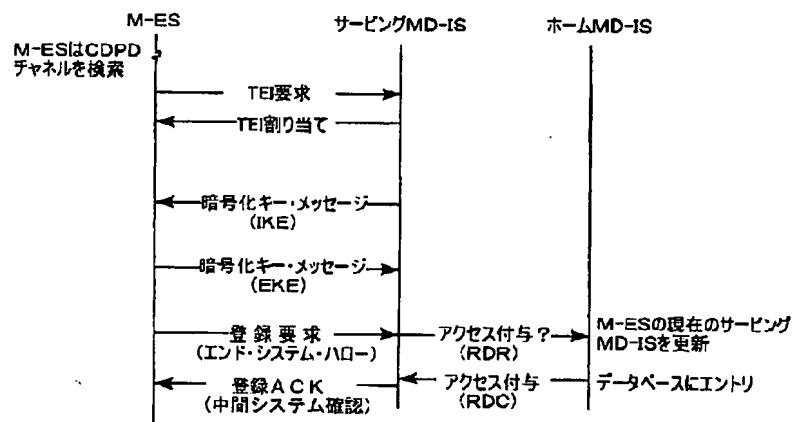 M-ES
サービングMD-IS
ホームMD-IS
M-ESはCDPD
チャネルを検索
TEI要求
TEI割り当て
暗号化キー・メッセージ
(IKE)
暗号化キー・メッセージ
(EKE)
登録要求
(エンド・システム・ハロー)
アクセス付与?
(RDR)
M-ESの現在のサービング
MD-ISを更新
登録ACK
(中間システム確認)
アクセス付与
(RDC)
データベースにエントリ